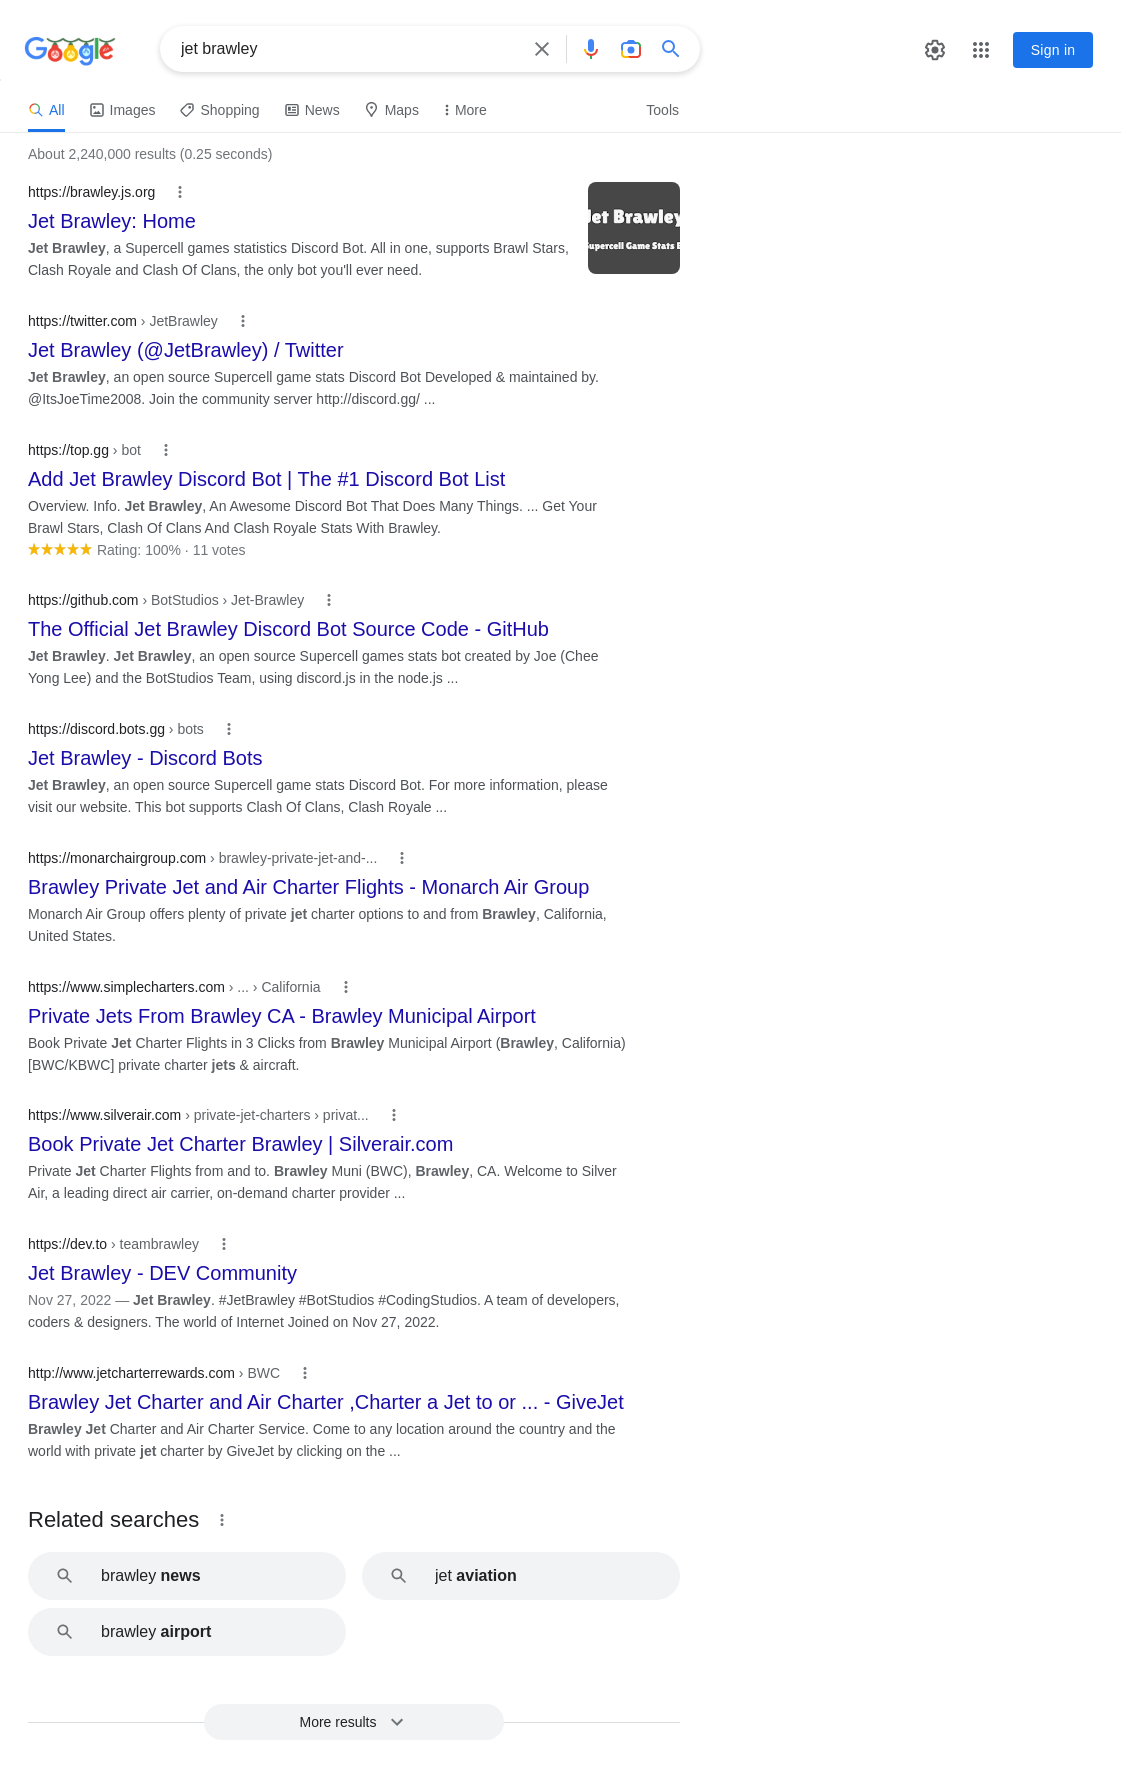 Google
jet brawley
Sign in
All Images Shopping News Maps More Tools
About 2,240,000 results (0.25 seconds)
https://brawley.js.org
Jet Brawley: Home
Jet Brawley, a Supercell games statistics Discord Bot. All in one, supports Brawl Stars,
Clash Royale and Clash Of Clans, the only bot you'll ever need.
Jet Brawley
Supercell Game Stats B
https://twitter.com › JetBrawley
Jet Brawley (@JetBrawley) / Twitter
Jet Brawley, an open source Supercell game stats Discord Bot Developed & maintained by.
@ItsJoeTime2008. Join the community server http://discord.gg/ ...
https://top.gg › bot
Add Jet Brawley Discord Bot | The #1 Discord Bot List
Overview. Info. Jet Brawley, An Awesome Discord Bot That Does Many Things. ... Get Your
Brawl Stars, Clash Of Clans And Clash Royale Stats With Brawley.
Rating: 100% · 11 votes
https://github.com › BotStudios › Jet-Brawley
The Official Jet Brawley Discord Bot Source Code - GitHub
Jet Brawley. Jet Brawley, an open source Supercell games stats bot created by Joe (Chee
Yong Lee) and the BotStudios Team, using discord.js in the node.js ...
https://discord.bots.gg › bots
Jet Brawley - Discord Bots
Jet Brawley, an open source Supercell game stats Discord Bot. For more information, please
visit our website. This bot supports Clash Of Clans, Clash Royale ...
https://monarchairgroup.com › brawley-private-jet-and-...
Brawley Private Jet and Air Charter Flights - Monarch Air Group
Monarch Air Group offers plenty of private jet charter options to and from Brawley, California,
United States.
https://www.simplecharters.com › ... › California
Private Jets From Brawley CA - Brawley Municipal Airport
Book Private Jet Charter Flights in 3 Clicks from Brawley Municipal Airport (Brawley, California)
[BWC/KBWC] private charter jets & aircraft.
https://www.silverair.com › private-jet-charters › privat...
Book Private Jet Charter Brawley | Silverair.com
Private Jet Charter Flights from and to. Brawley Muni (BWC), Brawley, CA. Welcome to Silver
Air, a leading direct air carrier, on-demand charter provider ...
https://dev.to › teambrawley
Jet Brawley - DEV Community
Nov 27, 2022 — Jet Brawley. #JetBrawley #BotStudios #CodingStudios. A team of developers,
coders & designers. The world of Internet Joined on Nov 27, 2022.
http://www.jetcharterrewards.com › BWC
Brawley Jet Charter and Air Charter ,Charter a Jet to or ... - GiveJet
Brawley Jet Charter and Air Charter Service. Come to any location around the country and the
world with private jet charter by GiveJet by clicking on the ...
Related searches
brawley news
jet aviation
brawley airport
More results